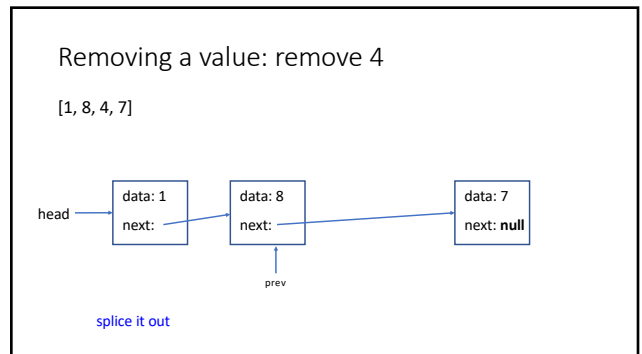 Removing a value: remove 4
[1, 8, 4, 7]
data: 1
data: 8
data: 7
head
next:
next:
next: null
prev
splice it out